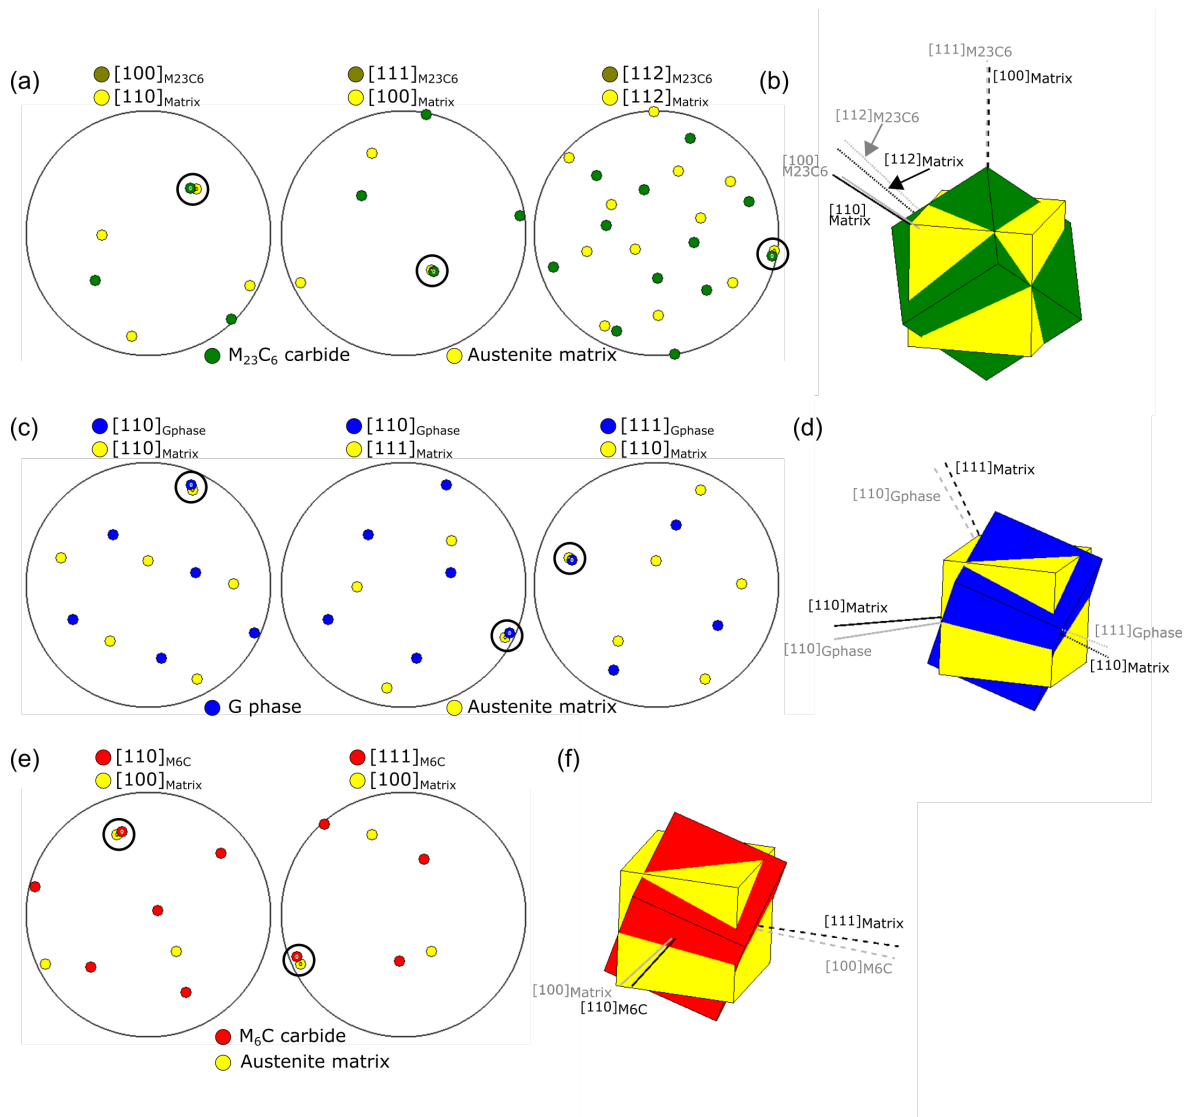 (a)
[100]M23C6
[110]Matrix
[111]M23C6
[100]Matrix
[112]M23C6
[112]Matrix
M23C6 carbide
Austenite matrix
(b)
[111]M23C6
[100]Matrix
[112]M23C6
[112]Matrix
[100]
M23C6
[110]
Matrix
(c)
[110]Gphase
[110]Matrix
[110]Gphase
[111]Matrix
[111]Gphase
[110]Matrix
G phase
Austenite matrix
(d)
[111]Matrix
[110]Gphase
[110]Matrix
[110]Gphase
[111]Gphase
[110]Matrix
(e)
[110]M6C
[100]Matrix
[111]M6C
[100]Matrix
M6C carbide
Austenite matrix
(f)
[111]Matrix
[100]M6C
[100]Matrix
[110]M6C